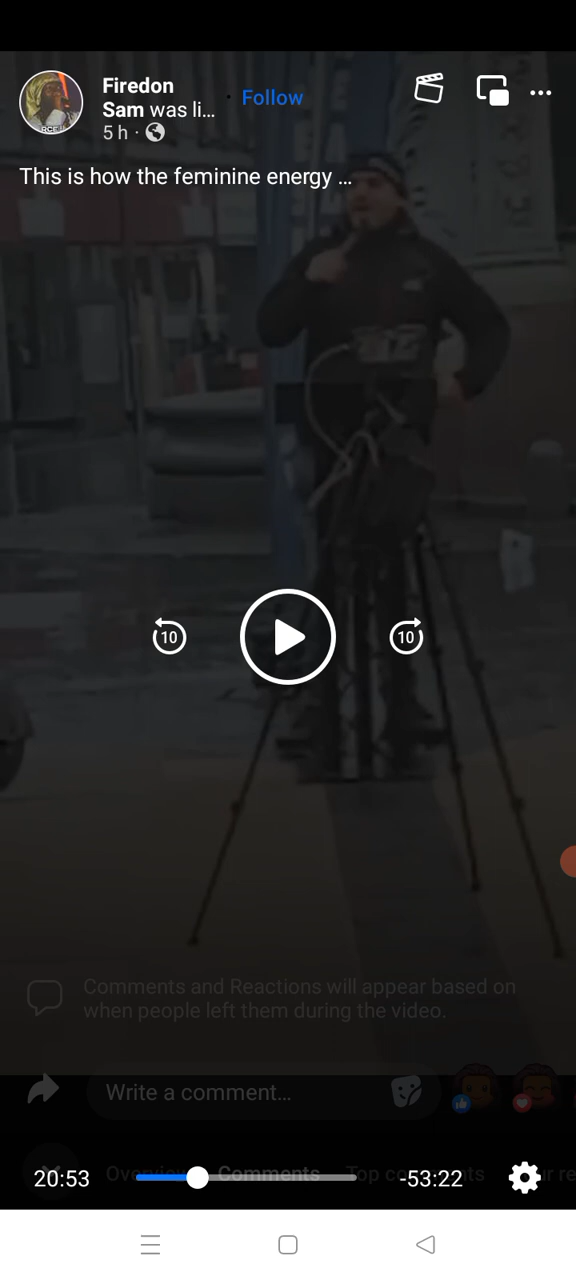 Firedon
Sam was li... · Follow
5 h ·
This is how the feminine energy ...
10
10
Comments and Reactions will appear based on
when people left them during the video.
Write a comment...
Overview Comments Top comments
20:53
-53:22